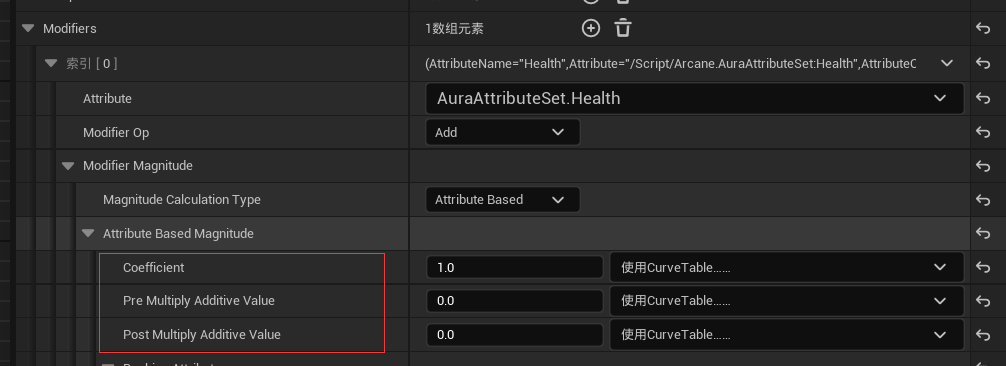 Modifiers 1数组元素
索引 [ 0 ] (AttributeName="Health",Attribute="/Script/Arcane.AuraAttributeSet:Health",AttributeC
Attribute AuraAttributeSet.Health
Modifier Op Add
Modifier Magnitude
Magnitude Calculation Type Attribute Based
Attribute Based Magnitude
Coefficient 1.0 使用CurveTable......
Pre Multiply Additive Value 0.0 使用CurveTable......
Post Multiply Additive Value 0.0 使用CurveTable......